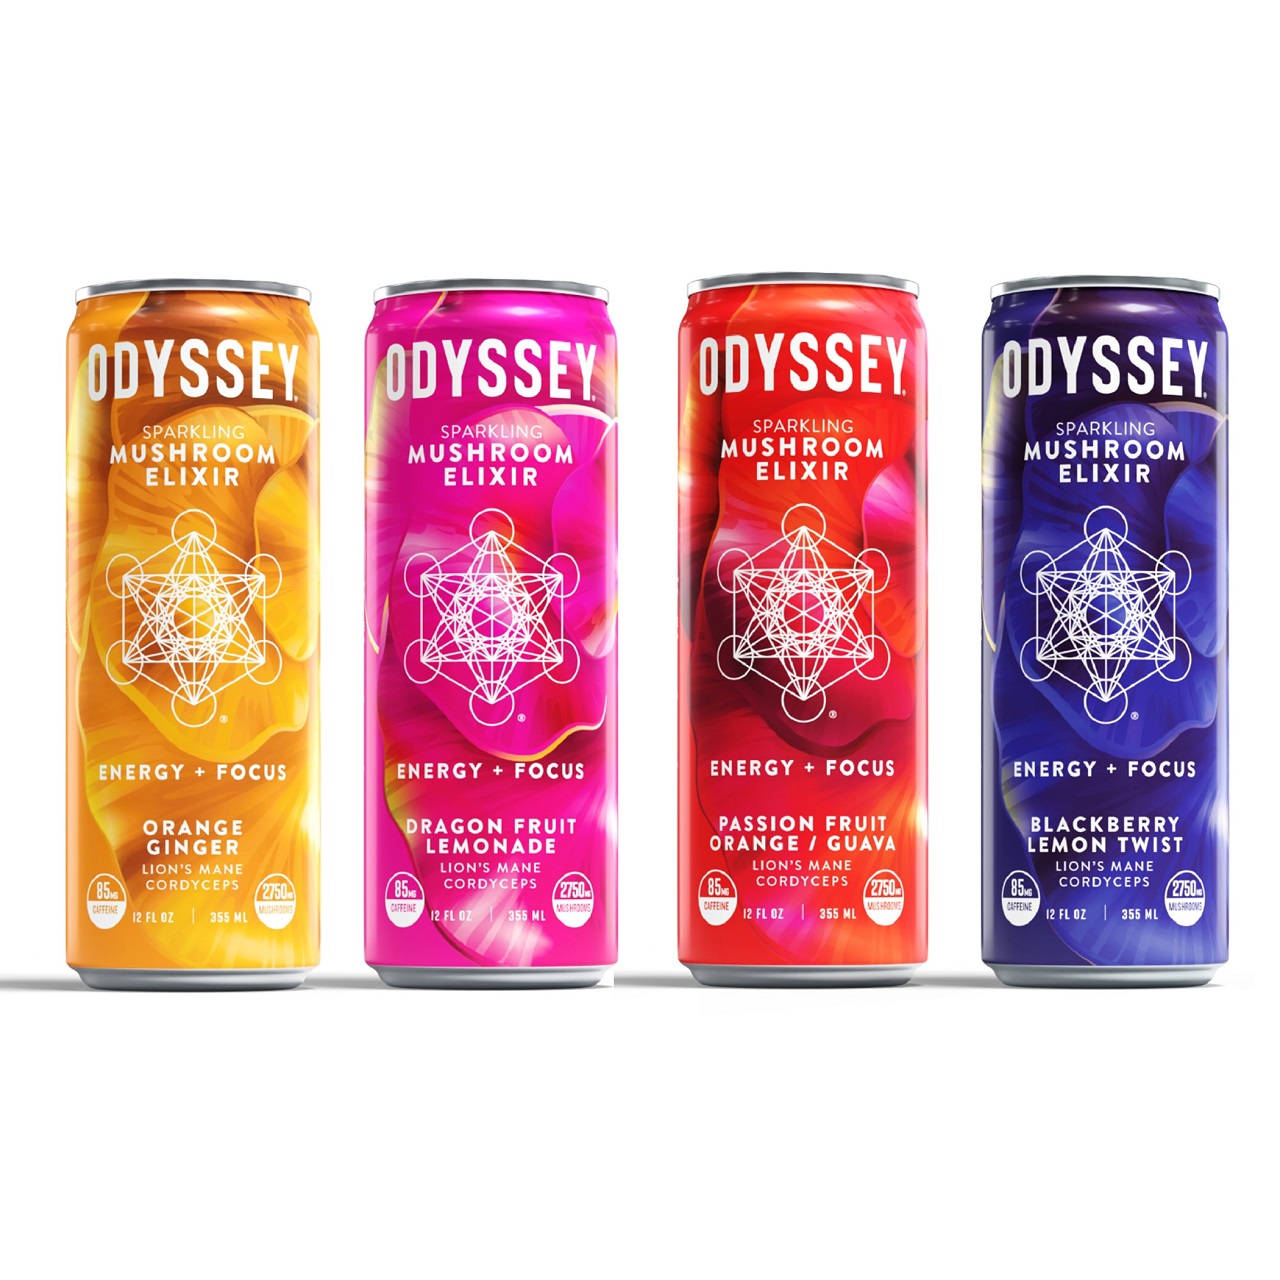 ODYSSEY®
SPARKLING
MUSHROOM
ELIXIR
®
ENERGY + FOCUS
ORANGE
GINGER
LION'S MANE
CORDYCEPS
85MG
CAFFEINE
2750MG
MUSHROOMS
12 FL OZ | 355 ML
ODYSSEY®
SPARKLING
MUSHROOM
ELIXIR
®
ENERGY + FOCUS
DRAGON FRUIT
LEMONADE
LION'S MANE
CORDYCEPS
85MG
CAFFEINE
2750MG
MUSHROOMS
12 FL OZ | 355 ML
ODYSSEY®
SPARKLING
MUSHROOM
ELIXIR
®
ENERGY + FOCUS
PASSION FRUIT
ORANGE / GUAVA
LION'S MANE
CORDYCEPS
85MG
CAFFEINE
2750MG
MUSHROOMS
12 FL OZ | 355 ML
ODYSSEY®
SPARKLING
MUSHROOM
ELIXIR
®
ENERGY + FOCUS
BLACKBERRY
LEMON TWIST
LION'S MANE
CORDYCEPS
85MG
CAFFEINE
2750MG
MUSHROOMS
12 FL OZ | 355 ML